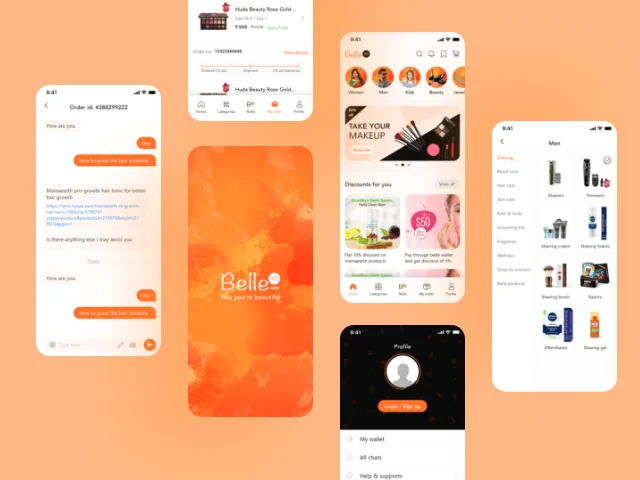 9:41
Order id: 4388299222
How are you
Yes
How to grow the hair instantly
Mamaearth pro-growth hair tonic for better
hair growth
Is there anything else I may assist you
Today
How are you
Yes
How to grow the hair instantly
Type here
Huda Beauty Rose Gold...
₹ 999
Order no.
View details
Huda Beauty Rose Gold...
Home
Categories
Belle
My order
Profile
Belle
Hey you're beautiful
9:41
Belle
Women
Men
Kids
Beauty
TAKE YOUR
MAKEUP
Shop now
Discounts for you
View all
$50
Flat 10% discount on
mamaearth products
Pay through belle wallet
and get discount of 5%
Home
Categories
Belle
My order
Profile
9:41
Profile
Login / Sign up
My wallet
All chats
Help & supports
9:41
Men
Shaving
Beard care
Hair care
Skin care
Bath & body
Grooming kits
Fragrance
Wellness
Shop by concern
Belle products
Shavers
Trimmers
Shaving cream
Shaving foams
Shaving brush
Razors
Aftershaves
Shaving gel